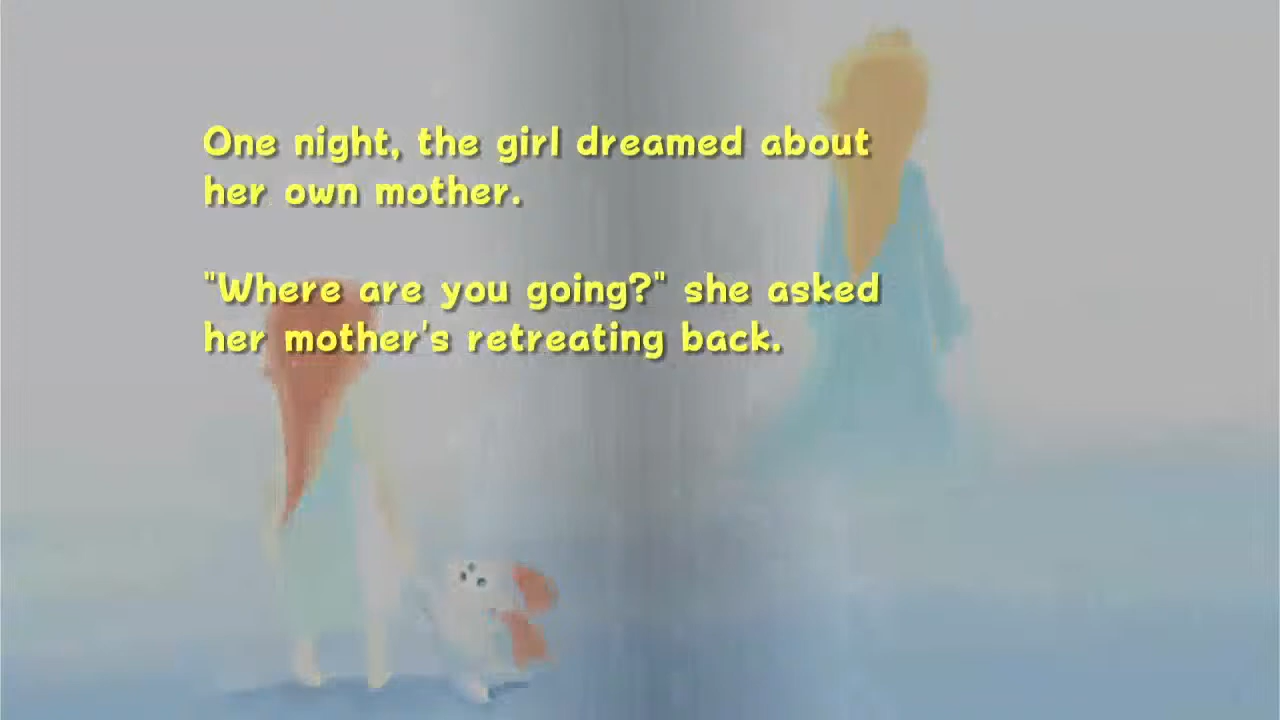 One night, the girl dreamed about
her own mother.
"Where are you going?" she asked
her mother's retreating back.